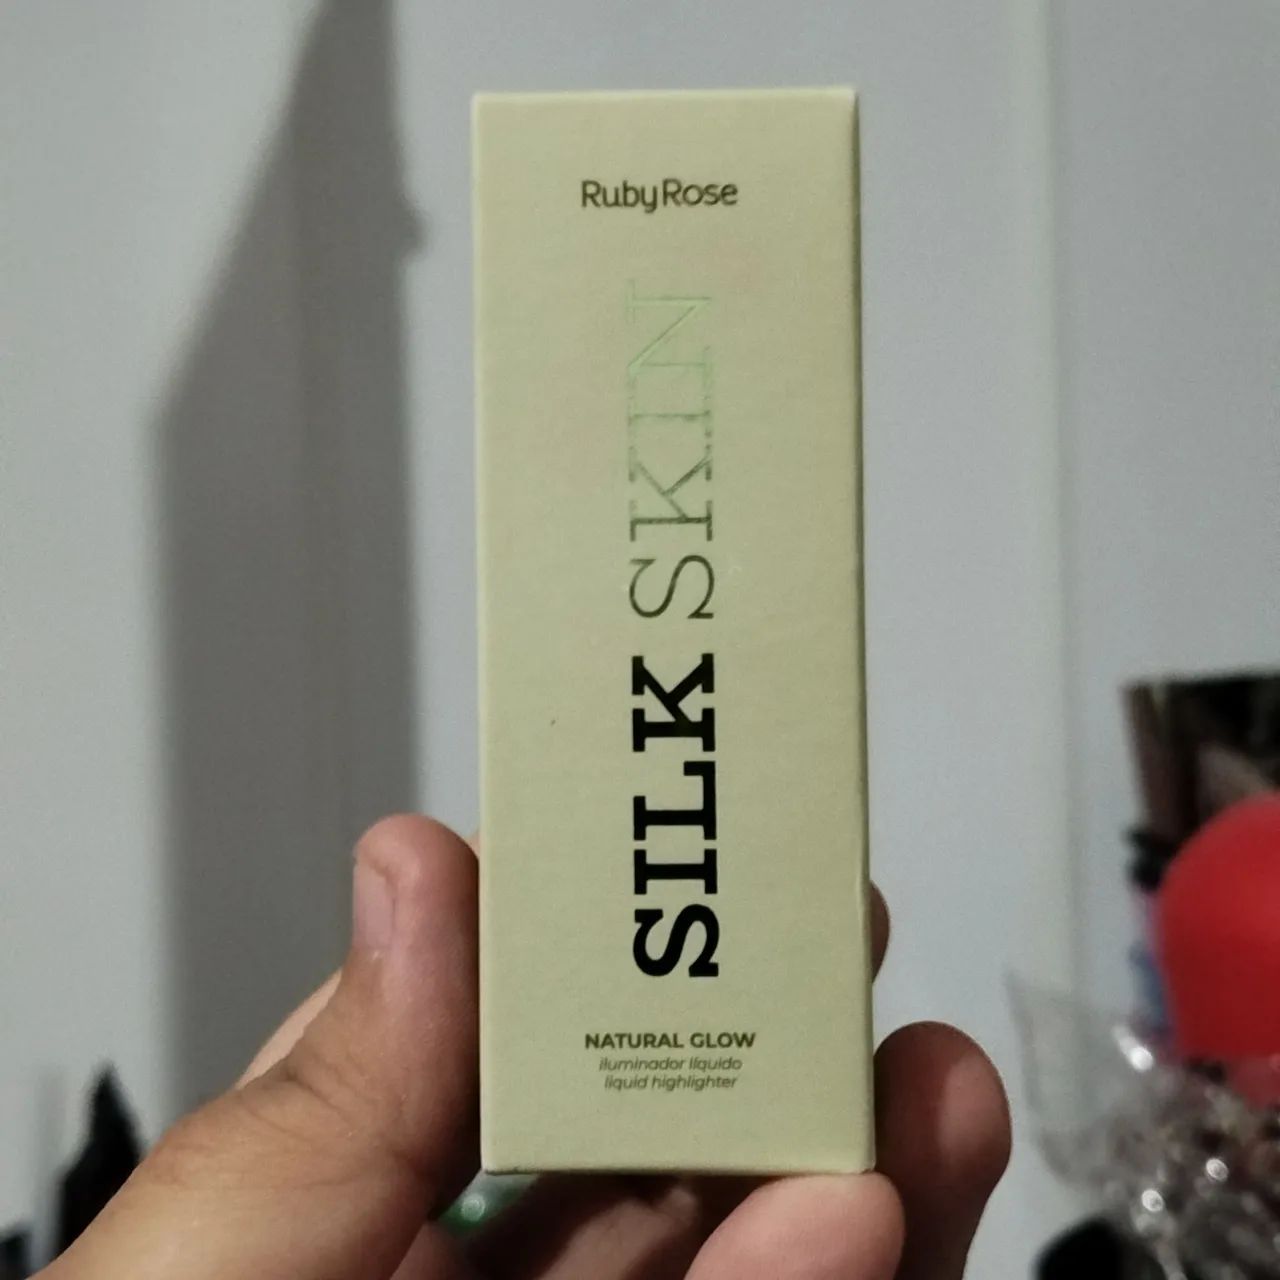 RubyRose
SILK SKIN
NATURAL GLOW
iluminador líquido
liquid highlighter